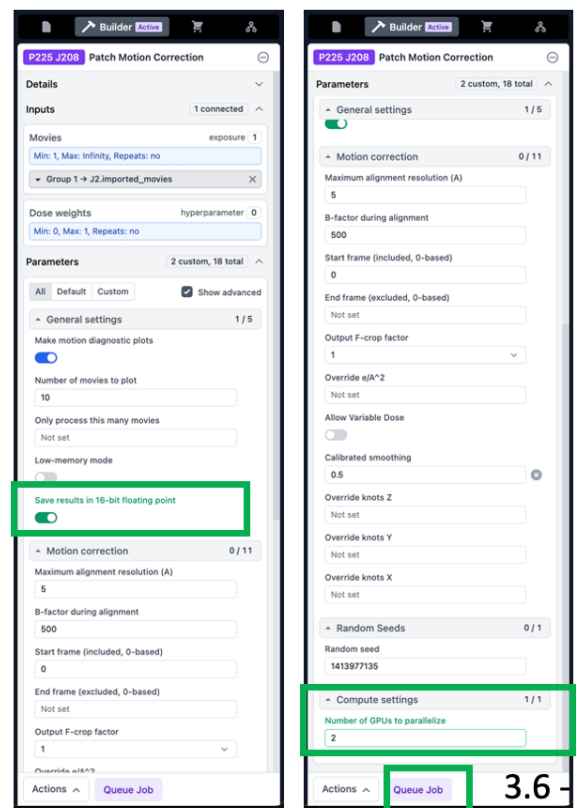 Builder Active
P225 J208 Patch Motion Correction
Details
Inputs 1 connected
Movies exposure 1
Min: 1, Max: Infinity, Repeats: no
Group 1 → J2.imported_movies
Dose weights hyperparameter 0
Min: 0, Max: 1, Repeats: no
Parameters 2 custom, 18 total
All Default Custom Show advanced
General settings 1 / 5
Make motion diagnostic plots
Number of movies to plot
10
Only process this many movies
Not set
Low-memory mode
Save results in 16-bit floating point
Motion correction 0 / 11
Maximum alignment resolution (A)
5
B-factor during alignment
500
Start frame (included, 0-based)
0
End frame (excluded, 0-based)
Not set
Output F-crop factor
1
Override e/A^2
Actions Queue Job
Builder Active
P225 J208 Patch Motion Correction
Parameters 2 custom, 18 total
General settings 1 / 5
Motion correction 0 / 11
Maximum alignment resolution (A)
5
B-factor during alignment
500
Start frame (included, 0-based)
0
End frame (excluded, 0-based)
Not set
Output F-crop factor
1
Override e/A^2
Not set
Allow Variable Dose
Calibrated smoothing
0.5
Override knots Z
Not set
Override knots Y
Not set
Override knots X
Not set
Random Seeds 0 / 1
Random seed
1413977135
Compute settings 1 / 1
Number of GPUs to parallelize
2
Actions Queue Job
3.6 -